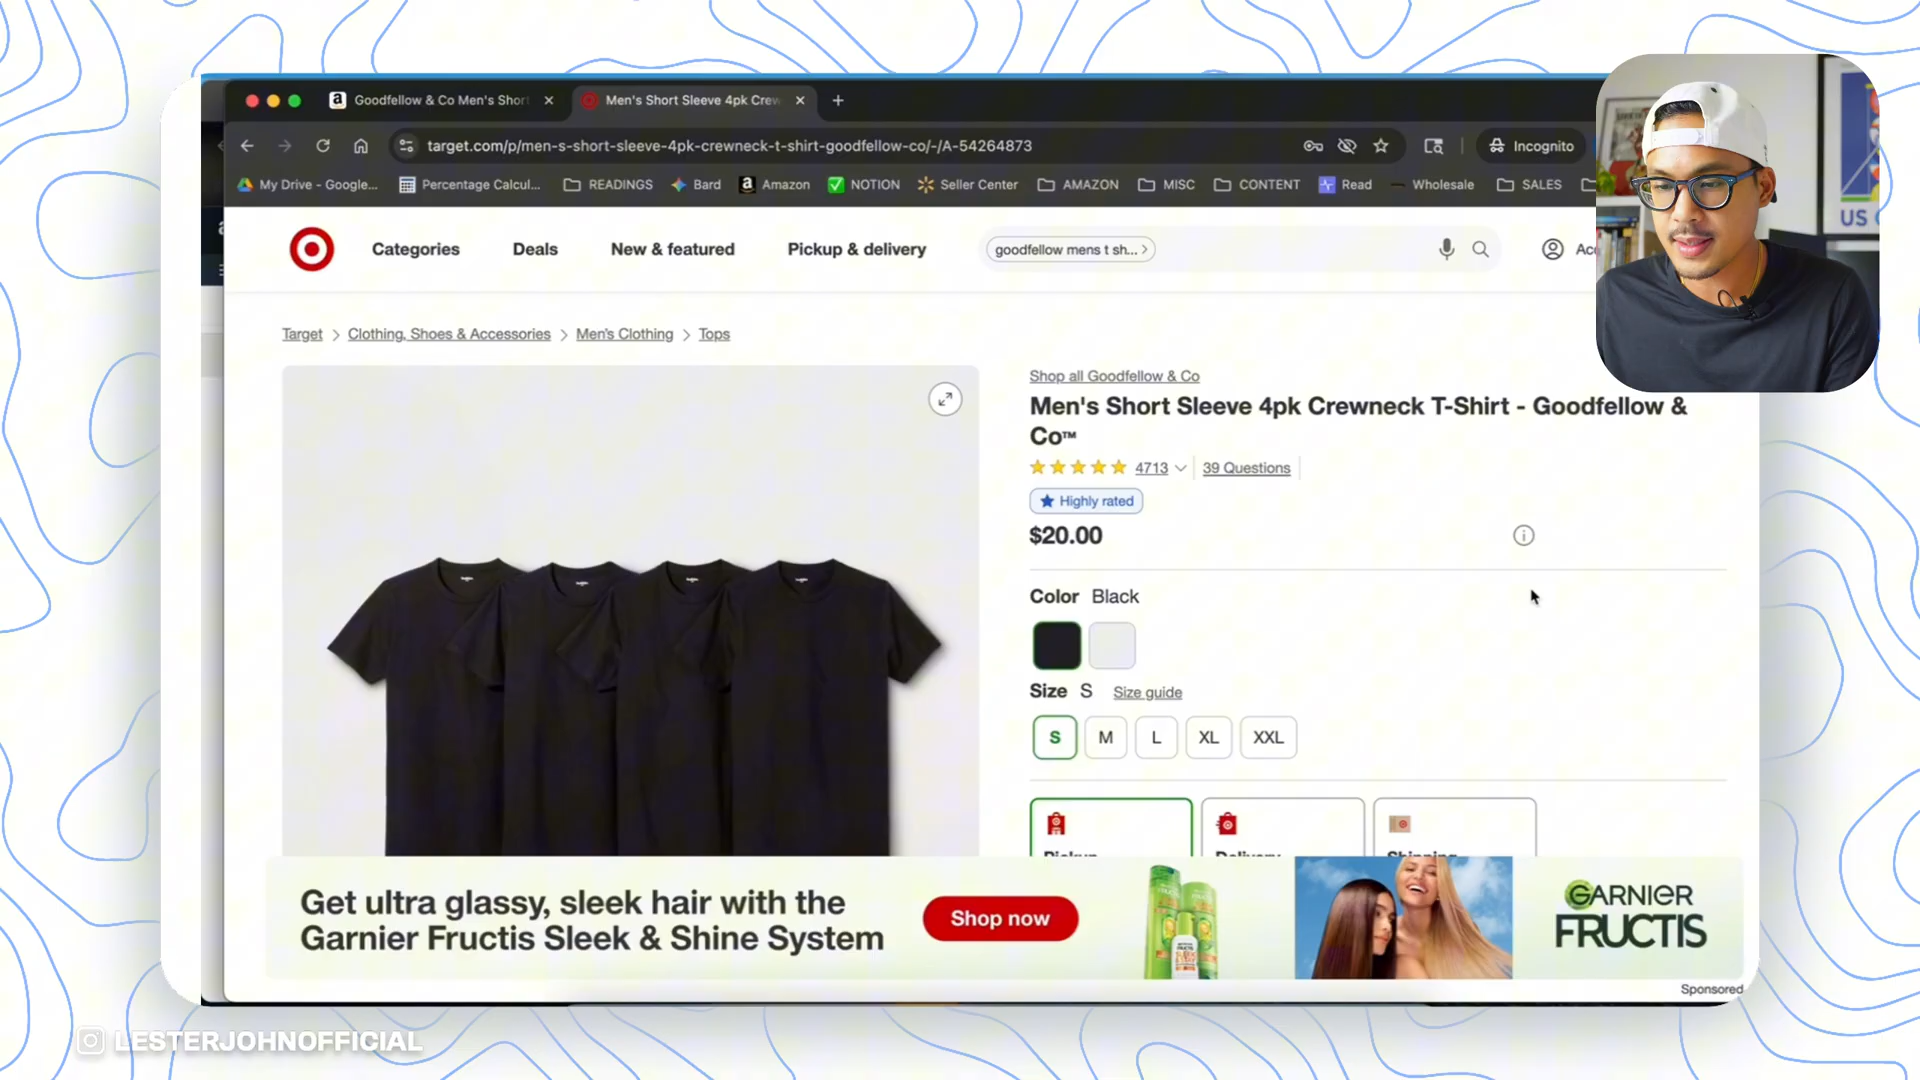 Goodfellow & Co Men's Short
Men's Short Sleeve 4pk Crew
target.com/p/men-s-short-sleeve-4pk-crewneck-t-shirt-goodfellow-co/-/A-54264873
Incognito
My Drive - Google...
Percentage Calcul...
READINGS
Bard
Amazon
NOTION
Seller Center
AMAZON
MISC
CONTENT
Read
Wholesale
SALES
Categories
Deals
New & featured
Pickup & delivery
goodfellow mens t sh...
US
Target > Clothing, Shoes & Accessories > Men's Clothing > Tops
Shop all Goodfellow & Co
Men's Short Sleeve 4pk Crewneck T-Shirt - Goodfellow &
Co™
4713
39 Questions
Highly rated
$20.00
Color Black
Size S Size guide
S M L XL XXL
Pickup
Delivery
Shipping
Get ultra glassy, sleek hair with the
Garnier Fructis Sleek & Shine System
Shop now
GARNIER
FRUCTIS
Sponsored
LESTERJOHNOFFICIAL